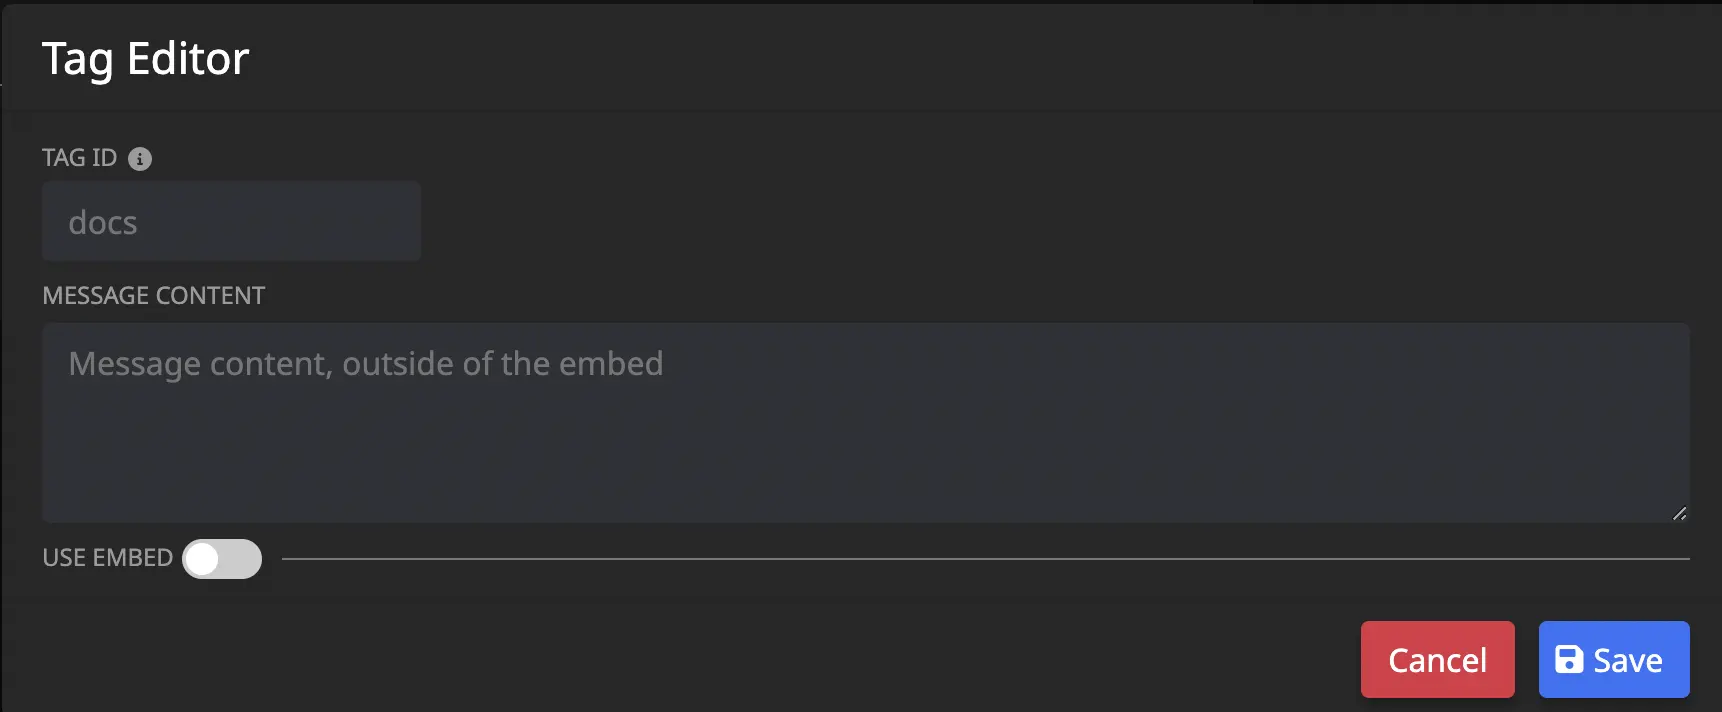 Tag Editor
TAG ID
docs
MESSAGE CONTENT
Message content, outside of the embed
USE EMBED
Cancel
Save